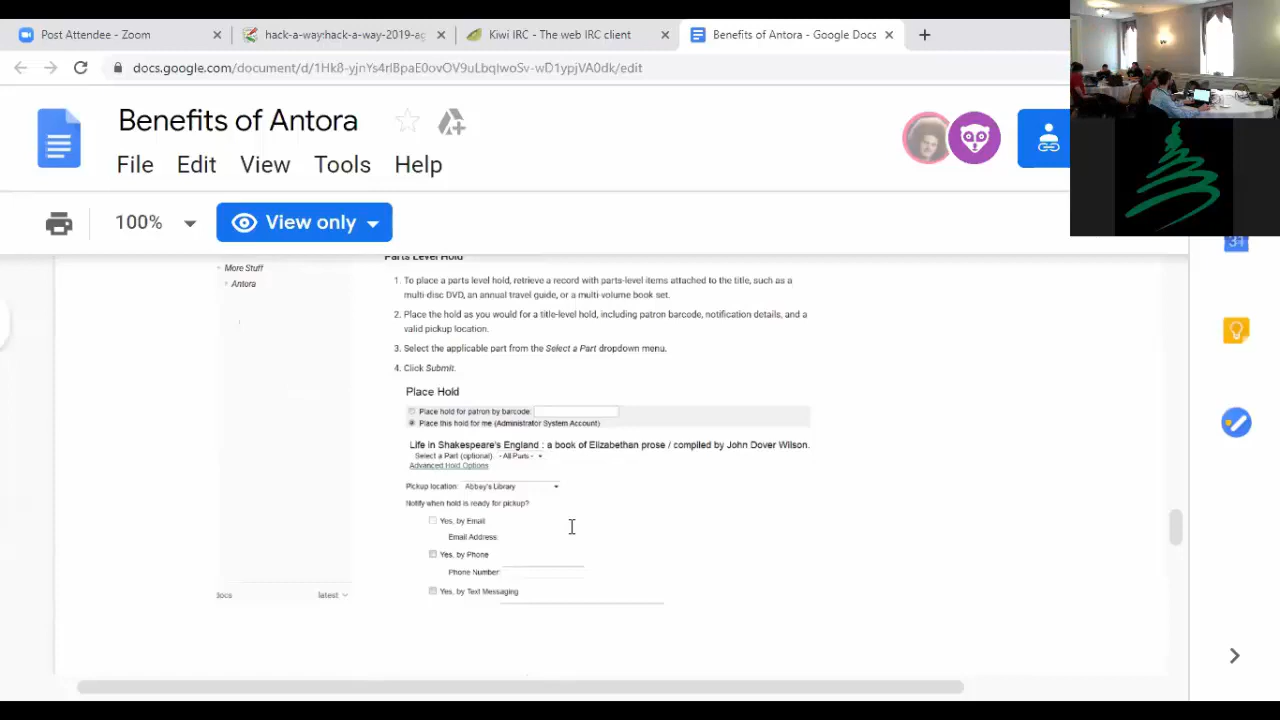 Post Attendee - Zoom
hack-a-wayhack-a-way-2019-a
Kiwi IRC - The web IRC client
Benefits of Antora - Google Docs
docs.google.com/document/d/1Hk8-yjnYs4rlBpaE0ovOV9uLbqIwoSv-wD1ypjVA0dk/edit
Benefits of Antora
File Edit View Tools Help
100%
View only
31
Parts Level Hold
More Stuff
Antora
1. To place a parts level hold, retrieve a record with parts-level items attached to the title, such as a
multi-disc DVD, an annual travel guide, or a multi-volume book set.
2. Place the hold as you would for a title-level hold, including patron barcode, notification details, and a
valid pickup location.
3. Select the applicable part from the Select a Part dropdown menu.
4. Click Submit.
Place Hold
Place hold for patron by barcode:
Place this hold for me (Administrator System Account)
Life in Shakespeare's England : a book of Elizabethan prose / compiled by John Dover Wilson.
Select a Part (optional) - All Parts -
Advanced Hold Options
Pickup location: Abbey's Library
Notify when hold is ready for pickup?
Yes, by Email
Email Address:
Yes, by Phone
Phone Number:
Yes, by Text Messaging
docs latest